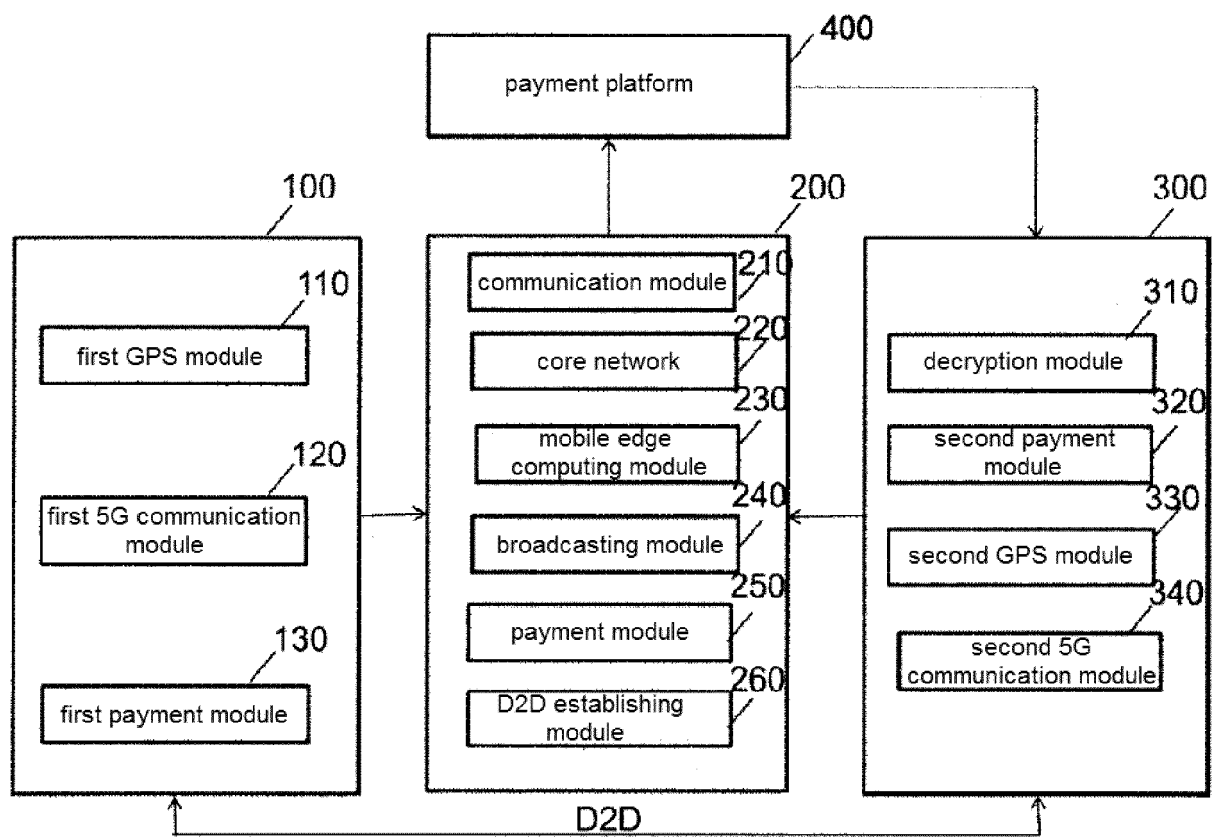 400
payment platform
100
200
300
110
first GPS module
120
first 5G communication
module
130
first payment module
210
communication module
220
core network
230
mobile edge
computing module
240
broadcasting module
250
payment module
260
D2D establishing
module
310
decryption module
320
second payment
module
330
second GPS module
340
second 5G
communication module
D2D